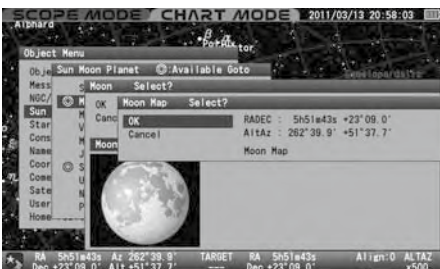 SCOPE MODE CHART MODE 2011/03/13 20:58:03
Alphard
β α
tor
Object Menu
Obje Sun Moon Planet ◎:Available Goto
Mess Moon Select?
NGC/ OK Moon Map Select?
Sun OK RADEC : 5h51m43s +23°09.0'
Star Canc Cancel AltAz : 262°39.9' +51°37.7'
Cons Moon Moon Map
Name J
Coor ◎ S
Come U
Sate N
User P
Home
RA 5h51m43s Az 262°39.9' TARGET RA 5h51m43s Align:0 ALTAZ
Dec +23°09.0' Alt +51°37.7' --- Dec +23°09.0' x500